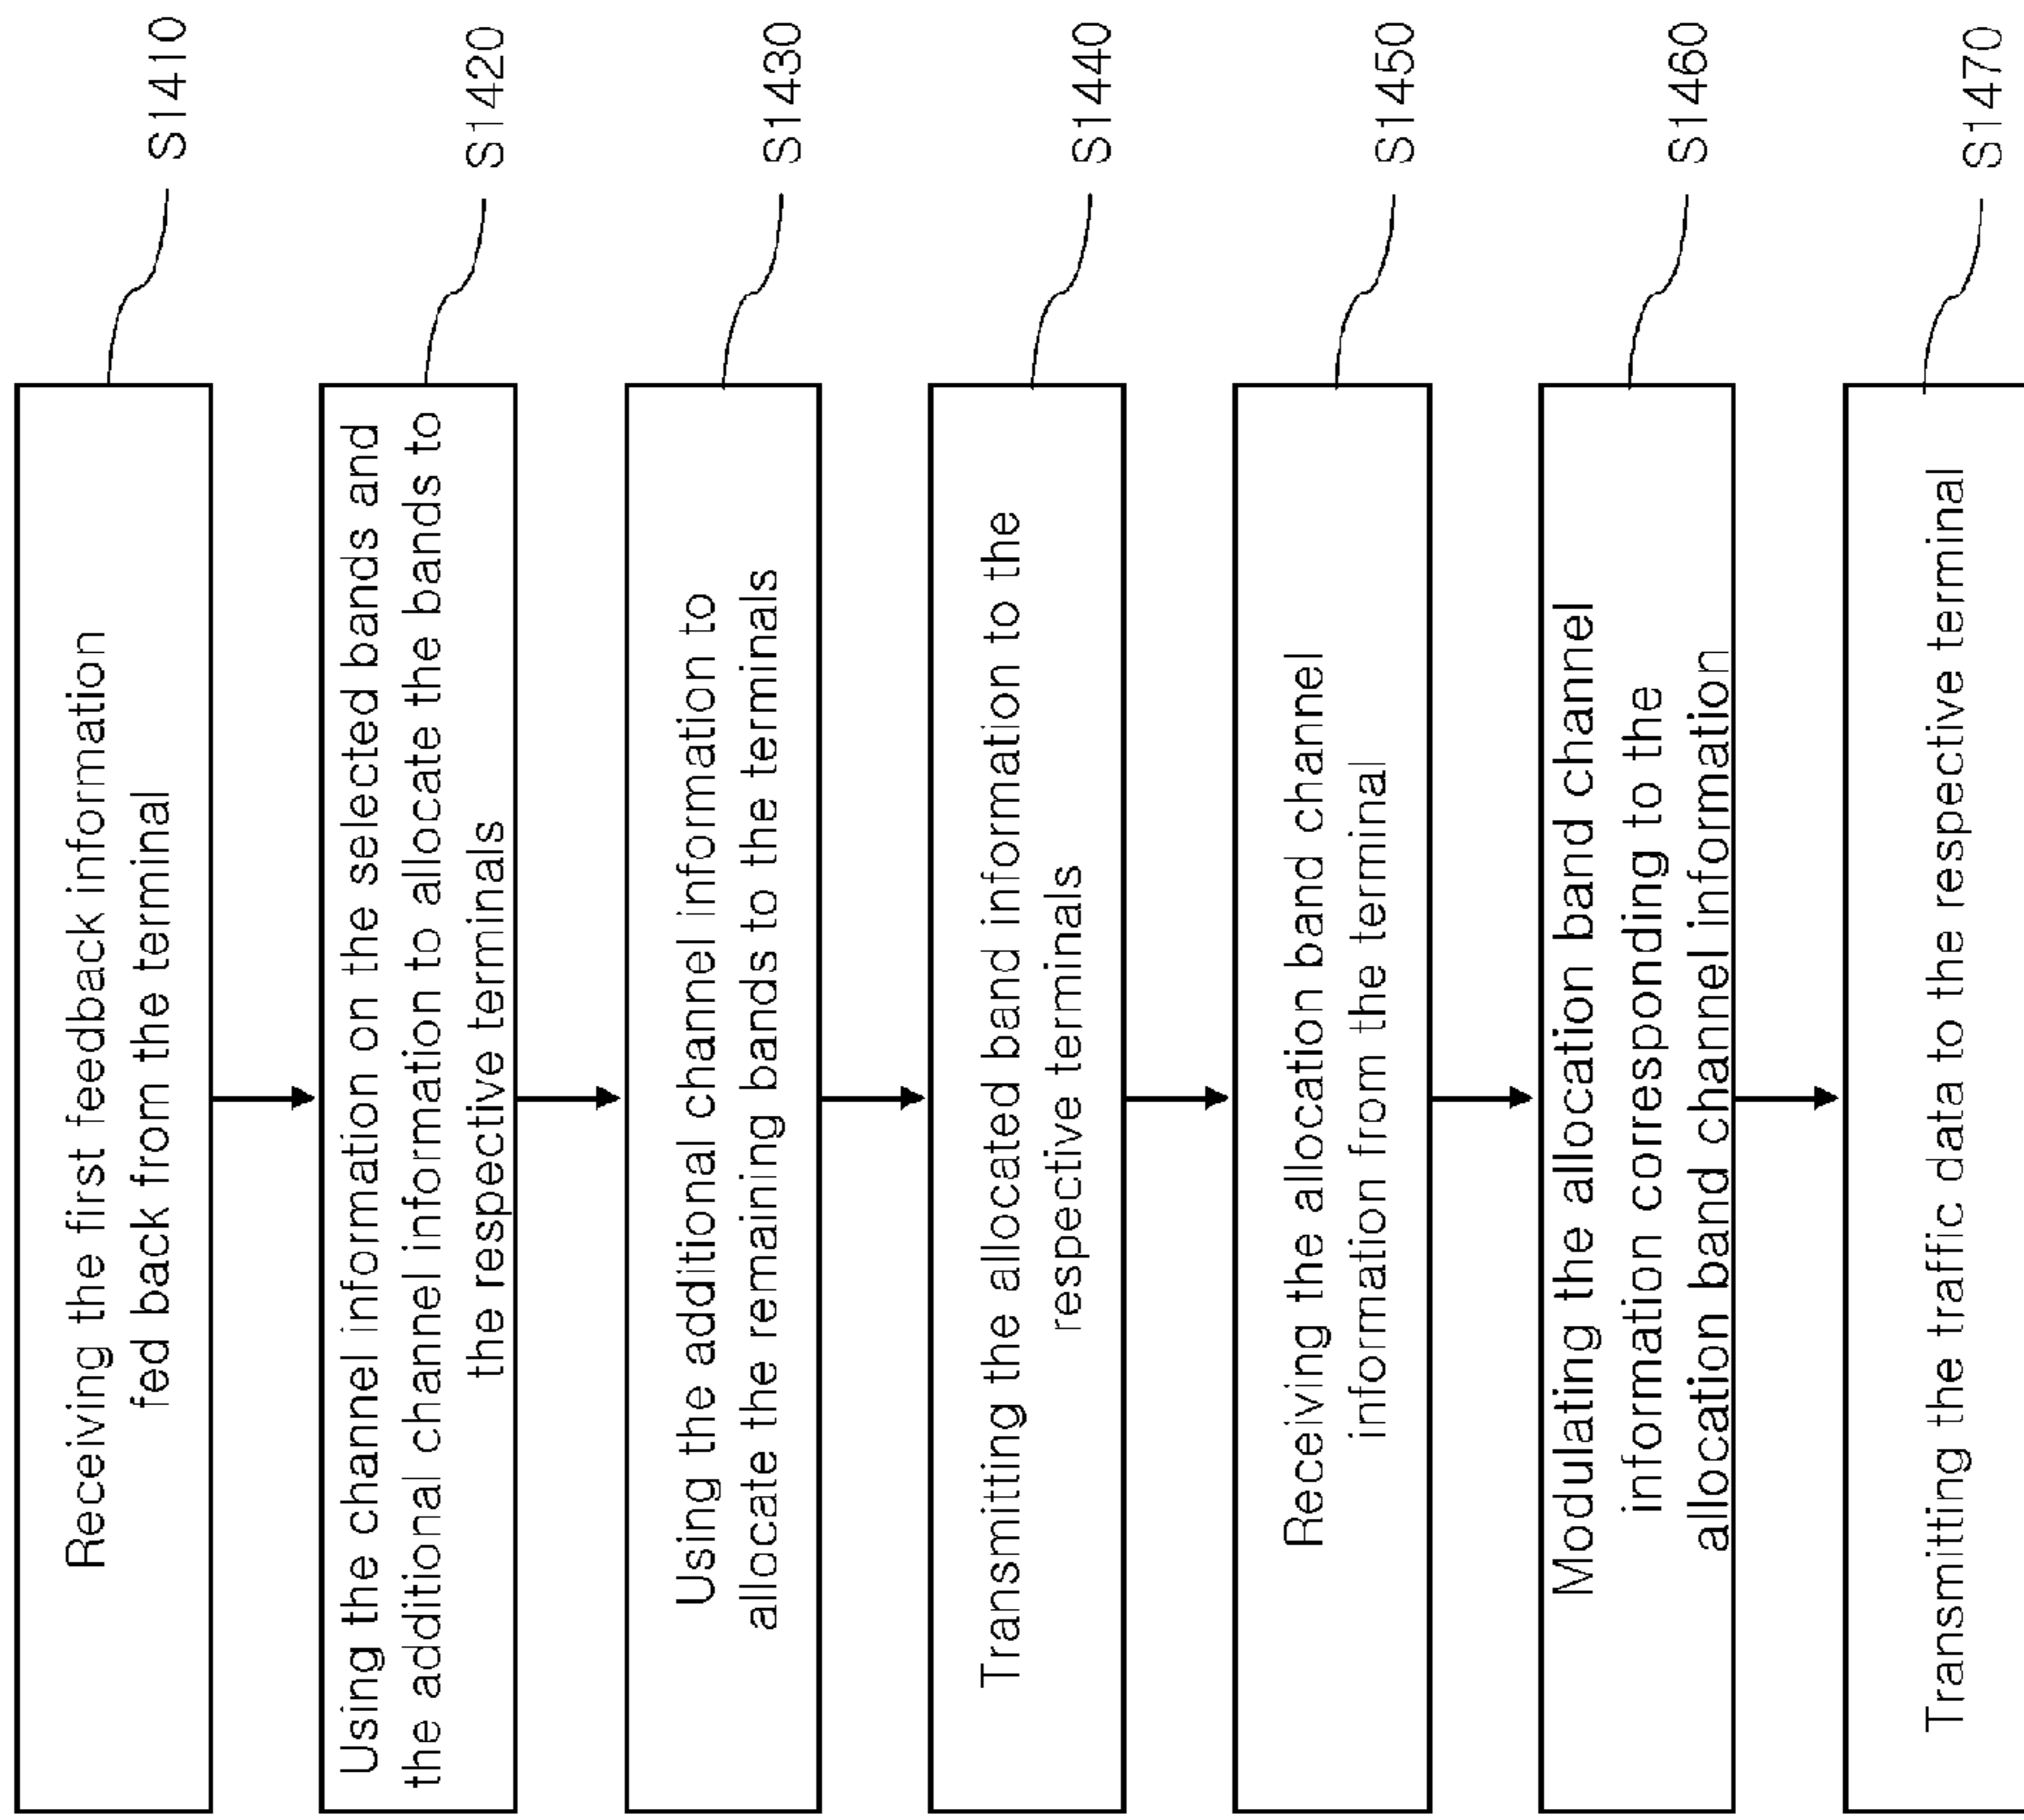 Receiving the first feedback information
fed back from the terminal
S1410
Using the channel information on the selected bands and
the additional channel information to allocate the bands to
the respective terminals
S1420
Using the additional channel information to
allocate the remaining bands to the terminals
S1430
Transmitting the allocated band information to the
respective terminals
S1440
Receiving the allocation band channel
information from the terminal
S1450
Modulating the allocation band channel
information corresponding to the
allocation band channel information
S1460
Transmitting the traffic data to the respective terminal
S1470